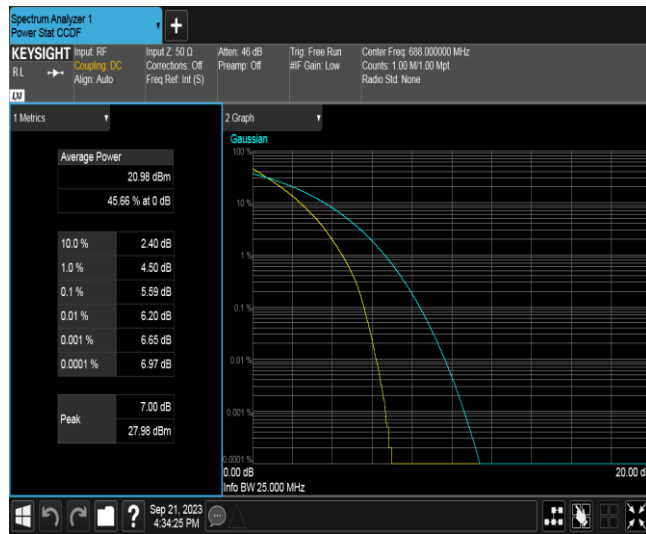 Spectrum Analyzer 1
Power Stat CCDF
KEYSIGHT
RL
LXI
Input: RF
Coupling: DC
Align: Auto
Input Z: 50 Ω
Corrections: Off
Freq Ref: Int (S)
Atten: 46 dB
Preamp: Off
Trig: Free Run
#IF Gain: Low
Center Freq: 688.000000 MHz
Counts: 1.00 M/1.00 Mpt
Radio Std: None
1 Metrics
Average Power
20.98 dBm
45.66 % at 0 dB
10.0 % 2.40 dB
1.0 % 4.50 dB
0.1 % 5.59 dB
0.01 % 6.20 dB
0.001 % 6.65 dB
0.0001 % 6.97 dB
Peak
7.00 dB
27.98 dBm
2 Graph
Gaussian
100 %
10 %
1 %
0.1 %
0.01 %
0.001 %
0.0001 %
0.00 dB 20.00 d
Info BW 25.000 MHz
?
Sep 21, 2023
4:34:25 PM